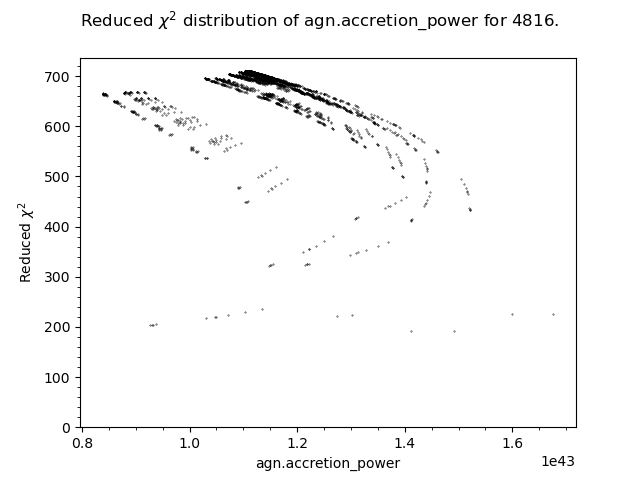 Reduced χ² distribution of agn.accretion_power for 4816.
700
600
500
400
300
200
100
0
Reduced χ²
0.8 1.0 1.2 1.4 1.6
1e43
agn.accretion_power